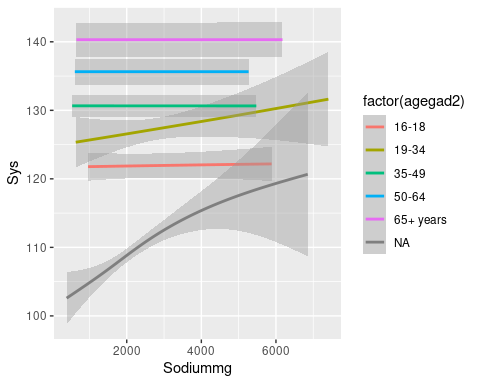 140
130
120
110
100
Sys
2000 4000 6000
Sodiummg
factor(agegad2)
16-18
19-34
35-49
50-64
65+ years
NA